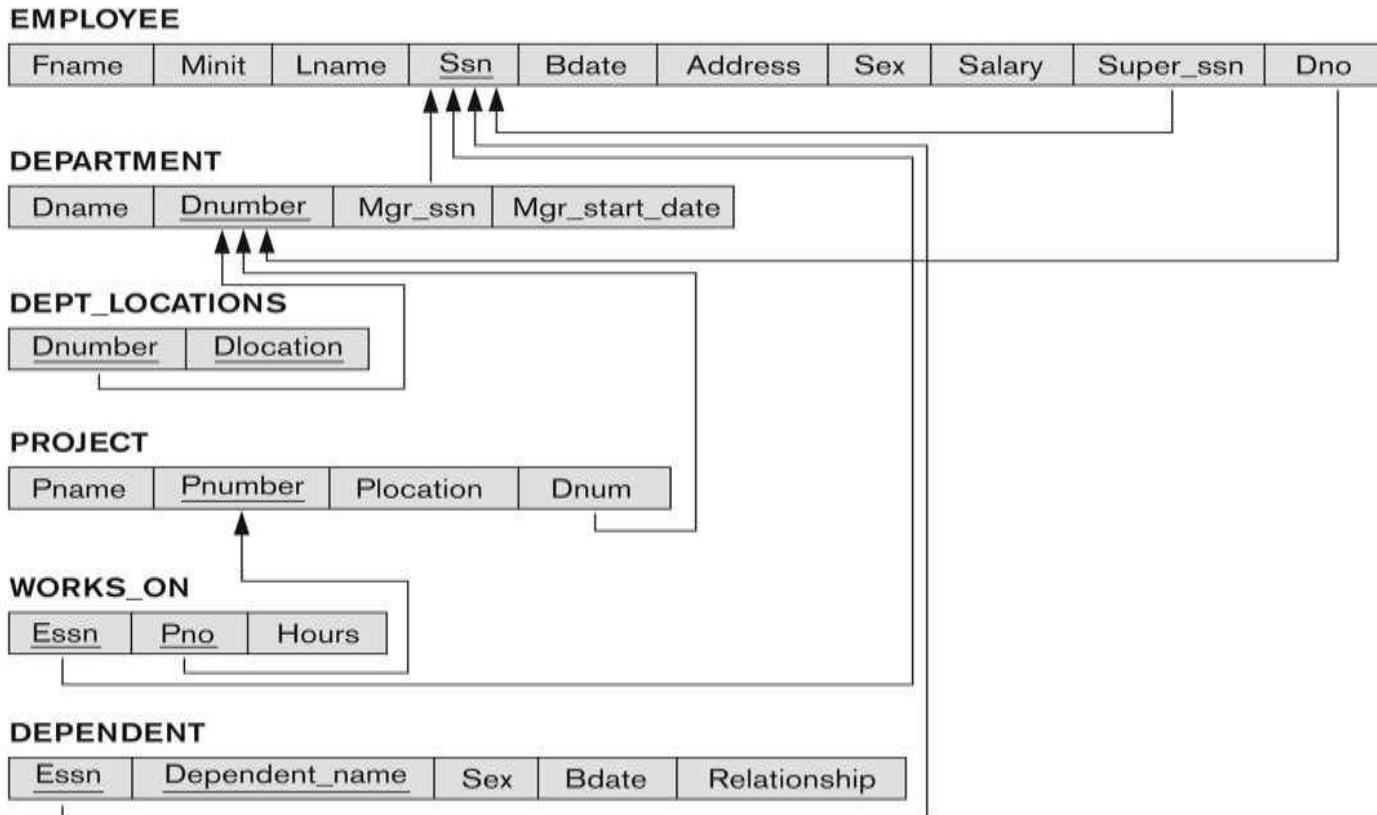 EMPLOYEE
Fname Minit Lname Ssn Bdate Address Sex Salary Super_ssn Dno
DEPARTMENT
Dname Dnumber Mgr_ssn Mgr_start_date
DEPT_LOCATIONS
Dnumber Dlocation
PROJECT
Pname Pnumber Plocation Dnum
WORKS_ON
Essn Pno Hours
DEPENDENT
Essn Dependent_name Sex Bdate Relationship